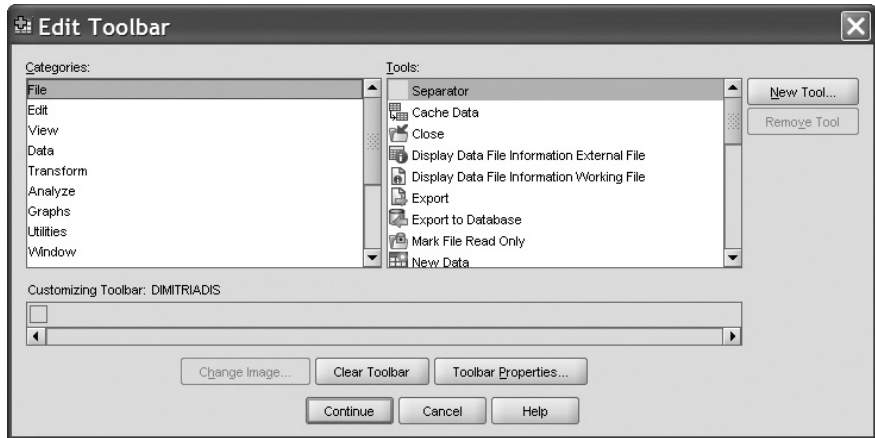 Edit Toolbar
Categories:
File
Edit
View
Data
Transform
Analyze
Graphs
Utilities
Window
Tools:
Separator
Cache Data
Close
Display Data File Information External File
Display Data File Information Working File
Export
Export to Database
Mark File Read Only
New Data
New Tool...
Remove Tool
Customizing Toolbar: DIMITRIADIS
Change Image...
Clear Toolbar
Toolbar Properties...
Continue
Cancel
Help